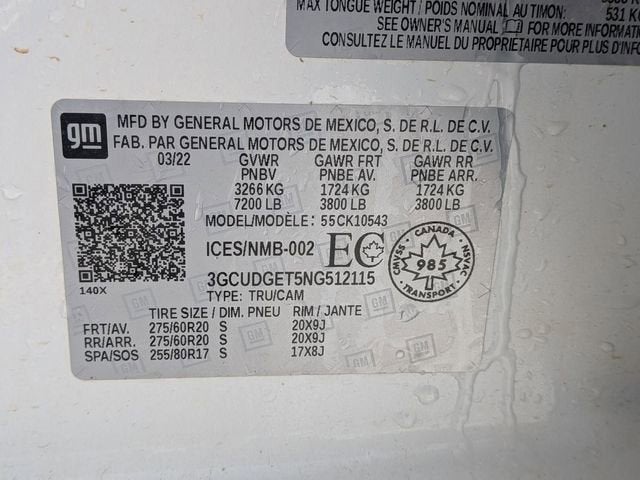 MAX TONGUE WEIGHT / POIDS NOMINAL AU TIMON:
531 KG
SEE OWNER'S MANUAL FOR MORE INFORMATION
CONSULTEZ LE MANUEL DU PROPRIÉTAIRE POUR PLUS D'INFO
gm
MFD BY GENERAL MOTORS DE MEXICO, S. DE R.L. DE C.V.
FAB. PAR GENERAL MOTORS DE MEXICO, S. DE R.L. DE C.V.
03/22 GVWR GAWR FRT GAWR RR
PNBV PNBE AV. PNBE ARR.
3266 KG 1724 KG 1724 KG
7200 LB 3800 LB 3800 LB
MODEL/MODÈLE: 55CK10543
ICES/NMB-002 EC
CANADA
CMVSS NSVAC
985
TRANSPORT
140X
3GCUDGET5NG512115
TYPE: TRU/CAM
TIRE SIZE / DIM. PNEU RIM / JANTE
FRT/AV. 275/60R20 S 20X9J
RR/ARR. 275/60R20 S 20X9J
SPA/SOS 255/80R17 S 17X8J